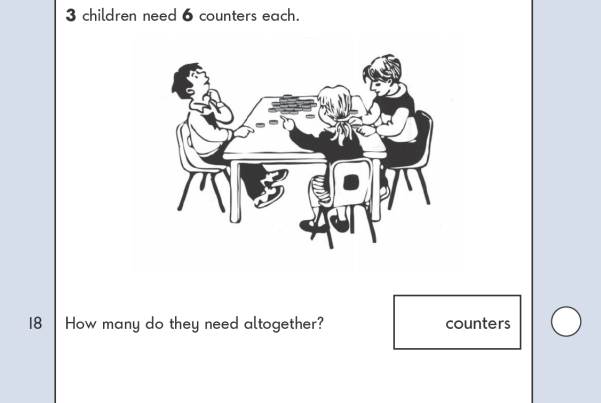 3 children need 6 counters each.
18 How many do they need altogether?
counters